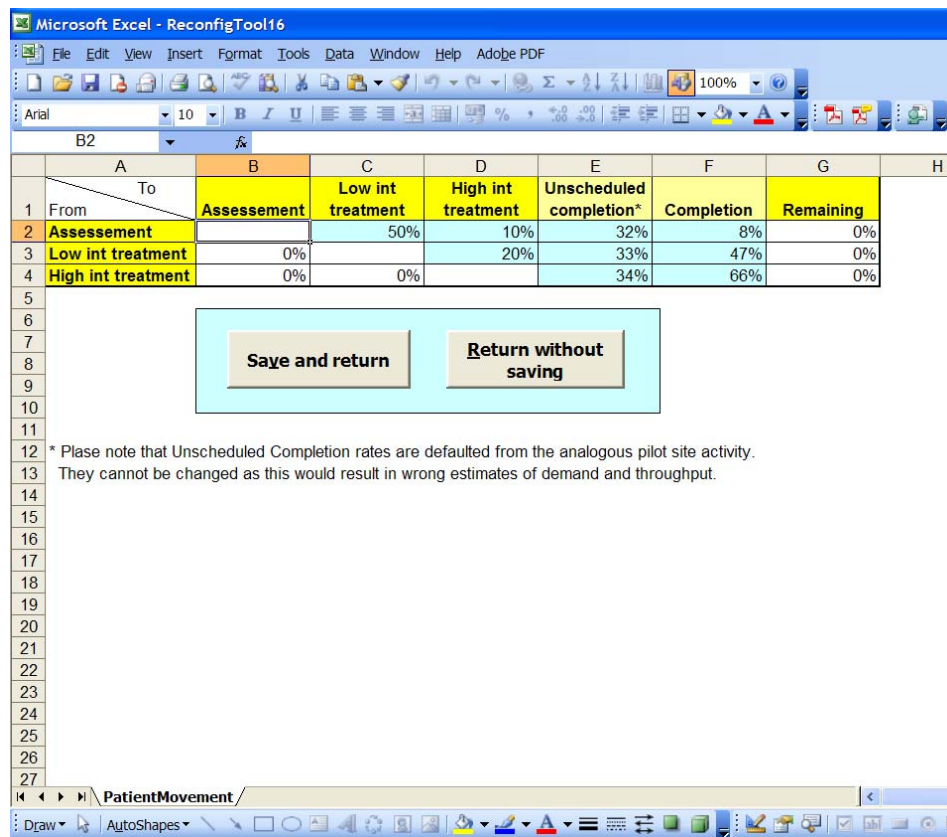 Microsoft Excel - ReconfigTool16
File Edit View Insert Format Tools Data Window Help Adobe PDF
100%
Arial 10 B I U
B2 fx
A B C D E F G H
1 From To Assessement Low int treatment High int treatment Unscheduled completion* Completion Remaining
2 Assessement 50% 10% 32% 8% 0%
3 Low int treatment 0% 20% 33% 47% 0%
4 High int treatment 0% 0% 34% 66% 0%
5
6
7
8
9
10
Save and return
Return without saving
11
12 * Plase note that Unscheduled Completion rates are defaulted from the analogous pilot site activity.
13 They cannot be changed as this would result in wrong estimates of demand and throughput.
14
15
16
17
18
19
20
21
22
23
24
25
26
27
PatientMovement
Draw AutoShapes